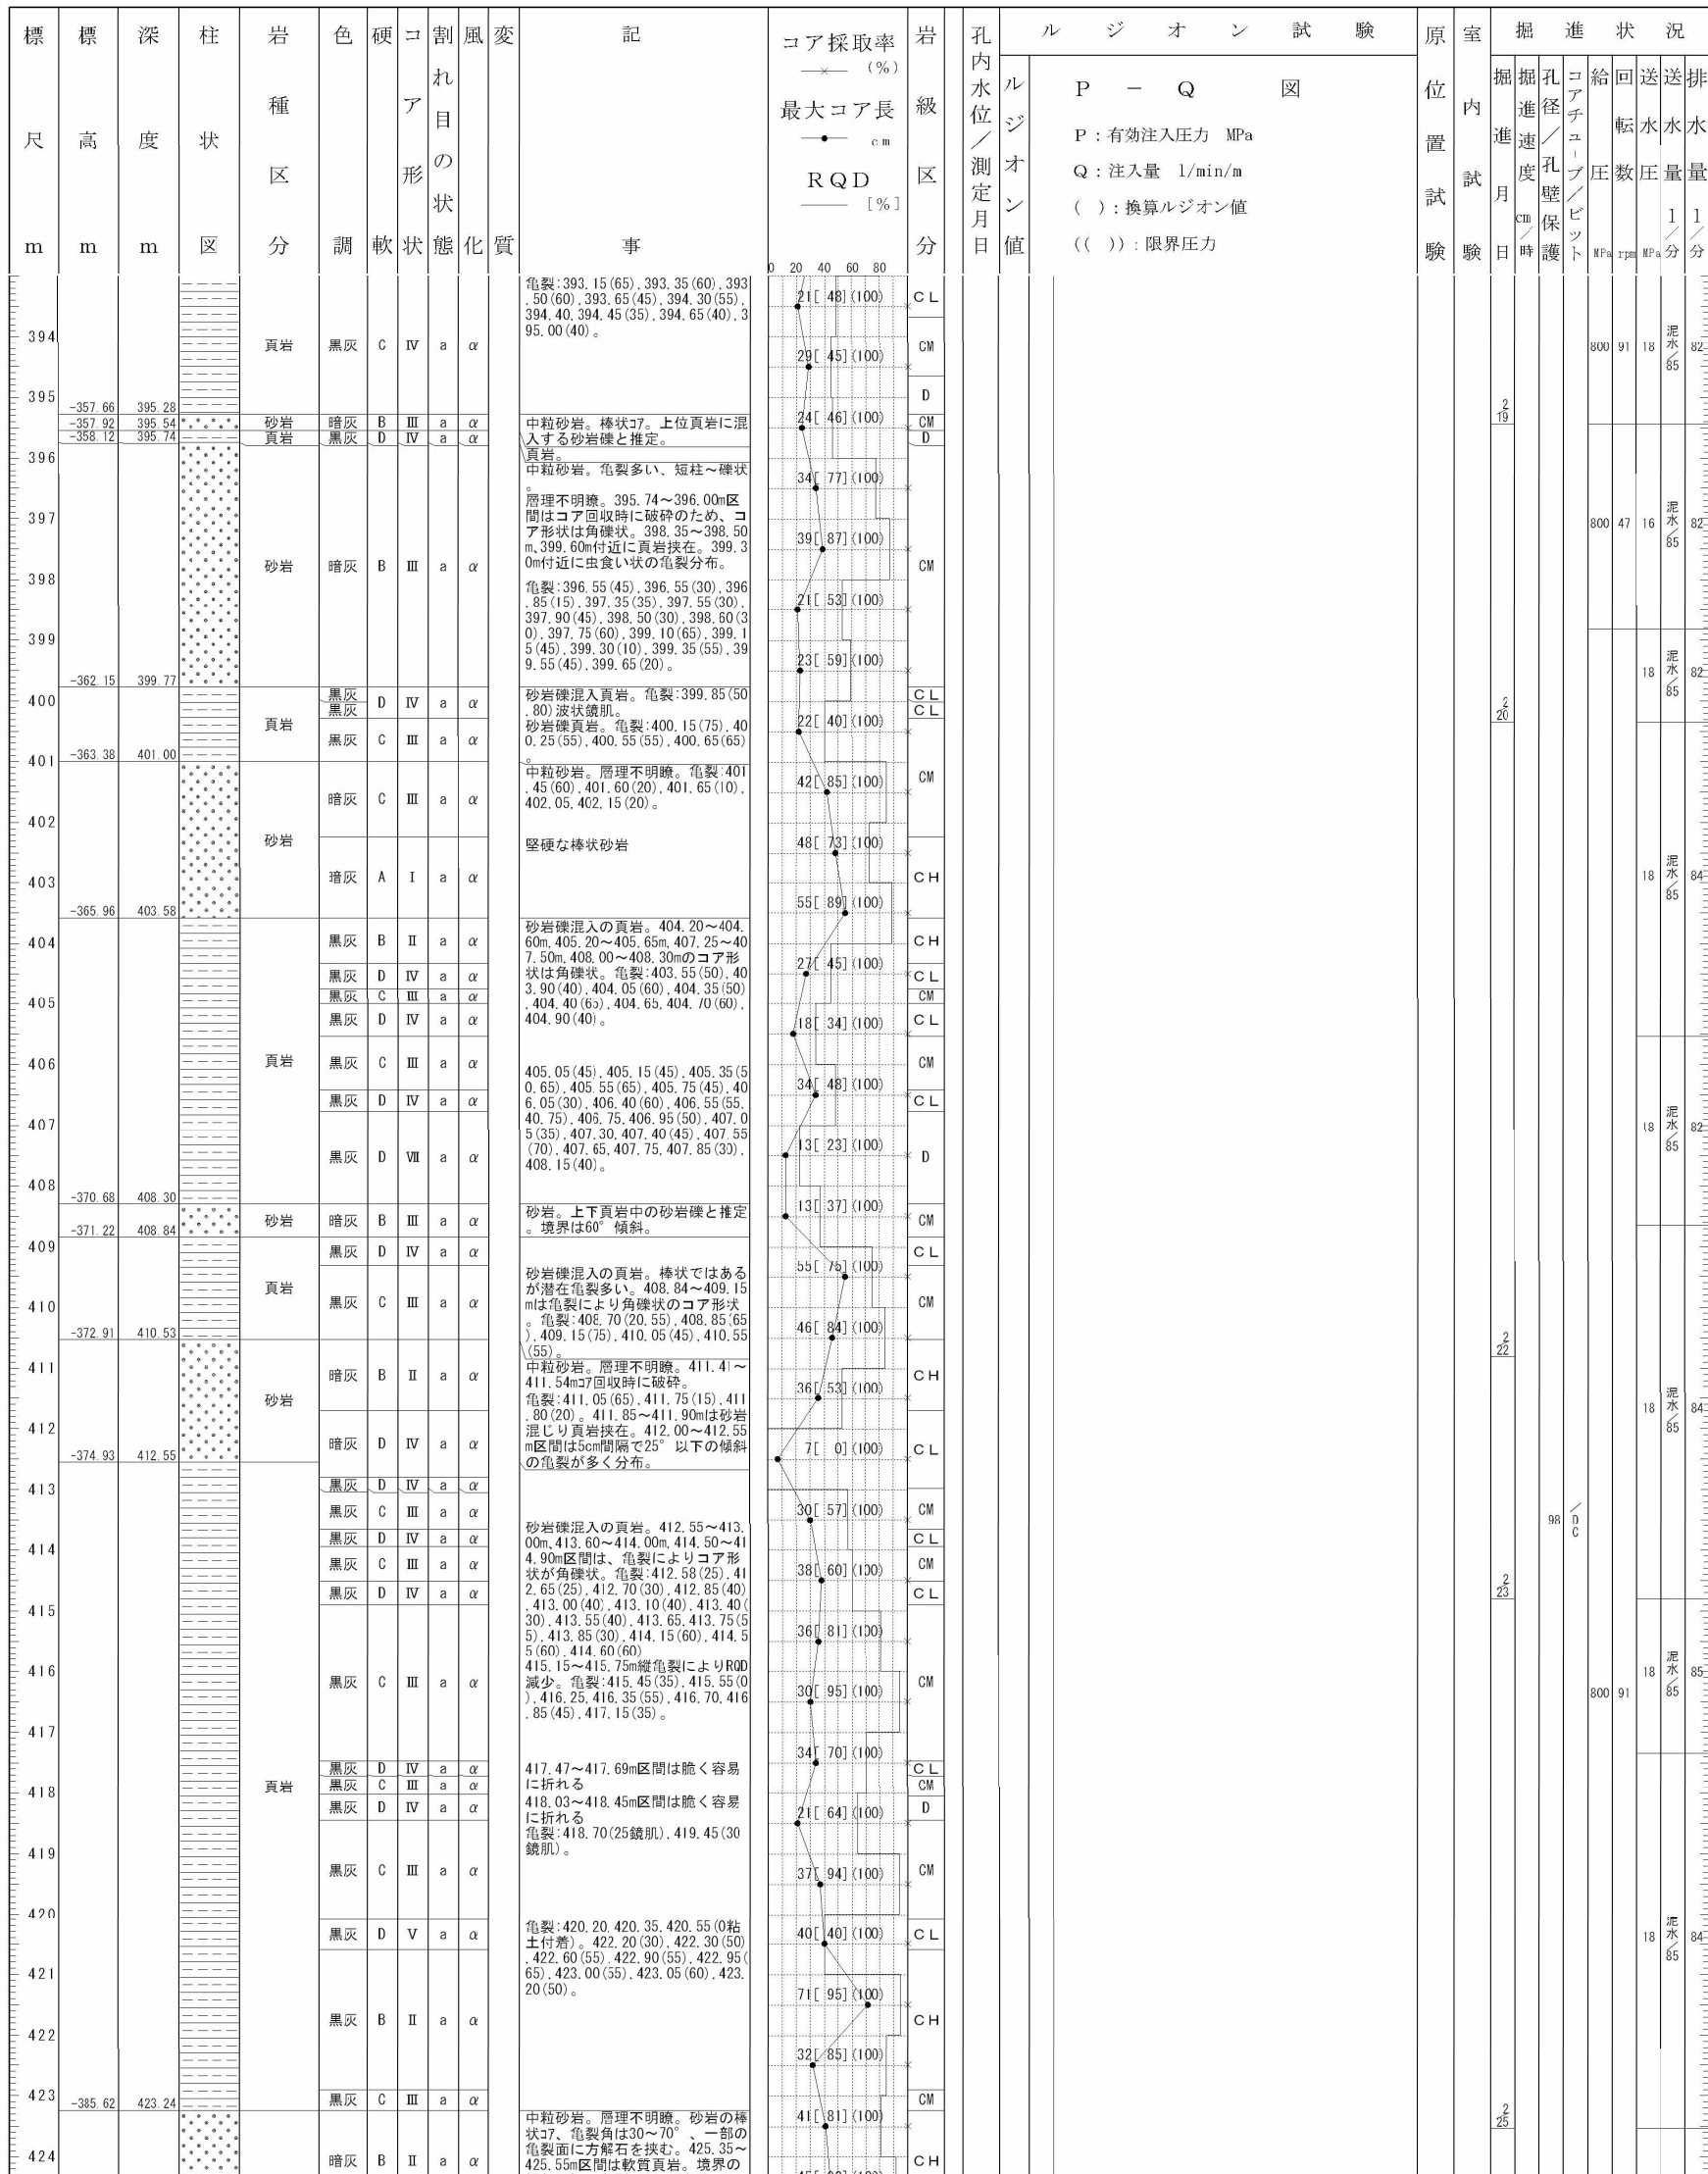 標尺 m
標高 m
深度 m
柱状図
岩種区分
色調
硬軟
コア形状
割れ目の状態
風化
変質
記事
コア採取率
(%)
最大コア長
cm
RQD
[%]
0 20 40 60 80
岩級区分
孔内水位/測定月日
ルジオン試験
ルジオン値
P － Q 図
P：有効注入圧力 MPa
Q：注入量 l/min/m
( )：換算ルジオン値
(( ))：限界圧力
原位置試験
室内試験
掘進状況
掘進月日
掘進速度 cm/時
孔径/孔壁保護
コアチューブ/ビット
給圧 MPa
回転数 rpm
送水圧 MPa
送水量 l/分
排水量 l/分
394
395
396
397
398
399
400
401
402
403
404
405
406
407
408
409
410
411
412
413
414
415
416
417
418
419
420
421
422
423
424
-357.66 395.28
-357.92 395.54
-358.12 395.74
-362.15 399.77
-363.38 401.00
-365.96 403.58
-370.68 408.30
-371.22 408.84
-372.91 410.53
-374.93 412.55
-385.62 423.24
頁岩
砂岩
頁岩
砂岩
頁岩
砂岩
頁岩
砂岩
頁岩
砂岩
頁岩
黒灰 C Ⅳ a α
暗灰 B Ⅲ a α
黒灰 D Ⅳ a α
暗灰 B Ⅲ a α
黒灰
黒灰 D Ⅳ a α
黒灰 C Ⅲ a α
暗灰 C Ⅲ a α
暗灰 A Ⅰ a α
黒灰 B Ⅱ a α
黒灰 D Ⅳ a α
黒灰 C Ⅲ a α
黒灰 D Ⅳ a α
黒灰 C Ⅲ a α
黒灰 D Ⅳ a α
黒灰 D Ⅶ a α
暗灰 B Ⅲ a α
黒灰 D Ⅳ a α
黒灰 C Ⅲ a α
暗灰 B Ⅱ a α
暗灰 D Ⅳ a α
黒灰 D Ⅳ a α
黒灰 C Ⅲ a α
黒灰 D Ⅳ a α
黒灰 C Ⅲ a α
黒灰 D Ⅳ a α
黒灰 C Ⅲ a α
黒灰 D Ⅳ a α
黒灰 C Ⅲ a α
黒灰 D Ⅳ a α
黒灰 C Ⅲ a α
黒灰 D Ⅴ a α
黒灰 B Ⅱ a α
黒灰 C Ⅲ a α
暗灰 B Ⅱ a α
亀裂:393.15(65),393.35(60),393
.50(60),393.65(45),394.30(55),
394.40,394.45(35),394.65(40),3
95.00(40)。
中粒砂岩。棒状ｺｱ。上位頁岩に混
入する砂岩礫と推定。
頁岩。
中粒砂岩。亀裂多い、短柱～礫状
。
層理不明瞭。395.74～396.00m区
間はコア回収時に破砕のため、コ
ア形状は角礫状。398.35～398.50
m、399.60m付近に頁岩挟在。399.3
0m付近に虫食い状の亀裂分布。
亀裂:396.55(45),396.55(30),396
.85(15),397.35(35),397.55(30),
397.90(45),398.50(30),398.60(3
0),397.75(60),399.10(65),399.1
5(45),399.30(10),399.35(55),39
9.55(45),399.65(20)。
砂岩礫混入頁岩。亀裂:399.85(50
.80)波状鏡肌。
砂岩礫頁岩。亀裂:400.15(75),40
0.25(55),400.55(55),400.65(65)
。
中粒砂岩。層理不明瞭。亀裂:401
.45(60),401.60(20),401.65(10),
402.05,402.15(20)。
堅硬な棒状砂岩
砂岩礫混入の頁岩。404.20～404.
60m,405.20～405.65m,407.25～40
7.50m,408.00～408.30mのコア形
状は角礫状。亀裂:403.55(50),40
3.90(40),404.05(60),404.35(50)
,404.40(65),404.65,404.70(60),
404.90(40)。
405.05(45),405.15(45),405.35(5
0.65),405.55(65),405.75(45),40
6.05(30),406.40(60),406.55(55.
40.75),406.75,406.95(50),407.0
5(35),407.30,407.40(45),407.55
(70),407.65,407.75,407.85(30),
408.15(40)。
砂岩。上下頁岩中の砂岩礫と推定
。境界は60°傾斜。
砂岩礫混入の頁岩。棒状ではある
が潜在亀裂多い。408.84～409.15
mは亀裂により角礫状のコア形状
。亀裂:408.70(20.55),408.85(65
),409.15(75),410.05(45),410.55
(55)。
中粒砂岩。層理不明瞭。411.41～
411.54mｺｱ回収時に破砕。
亀裂:411.05(65),411.75(15),411
.80(20)。411.85～411.90mは砂岩
混じり頁岩挟在。412.00～412.55
m区間は5cm間隔で25°以下の傾斜
の亀裂が多く分布。
砂岩礫混入の頁岩。412.55～413.
00m,413.60～414.00m,414.50～41
4.90m区間は、亀裂によりコア形
状が角礫状。亀裂:412.58(25),41
2.65(25),412.70(30),412.85(40)
,413.00(40),413.10(40),413.40(
30),413.55(40),413.65,413.75(5
5),413.85(30),414.15(60),414.5
5(60),414.60(60)
415.15～415.75m縦亀裂によりRQD
減少。亀裂:415.45(35),415.55(0
),416.25,416.35(55),416.70,416
.85(45),417.15(35)。
417.47～417.69m区間は脆く容易
に折れる
418.03～418.45m区間は脆く容易
に折れる
亀裂:418.70(25鏡肌),419.45(30
鏡肌)。
亀裂:420.20,420.35,420.55(0粘
土付着)。422.20(30),422.30(50)
,422.60(55),422.90(55),422.95(
65),423.00(55),423.05(60),423.
20(50)。
中粒砂岩。層理不明瞭。砂岩の棒
状ｺｱ、亀裂角は30～70°、一部の
亀裂面に方解石を挟む。425.35～
425.55m区間は軟質頁岩。境界の
21[ 48](100)
29[ 45](100)
24[ 46](100)
34[ 77](100)
39[ 87](100)
21[ 53](100)
23[ 59](100)
22[ 40](100)
42[ 85](100)
48[ 73](100)
55[ 89](100)
27[ 45](100)
18[ 34](100)
34[ 48](100)
13[ 23](100)
13[ 37](100)
55[ 75](100)
46[ 84](100)
36[ 53](100)
7[ 0](100)
30[ 57](100)
38[ 60](100)
36[ 81](100)
30[ 95](100)
34[ 70](100)
21[ 64](100)
37[ 94](100)
40[ 40](100)
71[ 95](100)
32[ 85](100)
41[ 81](100)
CL
CM
D
CM
D
CM
CL
CL
CM
CH
CH
CL
CM
CL
CM
CL
D
CM
CL
CM
CH
CL
CM
CL
CM
CL
CM
CL
CM
D
CM
CL
CH
CM
CH
2/19
2/20
2/22
2/23
2/25
98
/DC
800 91 18 泥水/85 82
800 47 16 泥水/85 82
18 泥水/85 82
18 泥水/85 84
18 泥水/85 82
18 泥水/85 84
800 91 18 泥水/85 85
18 泥水/85 84